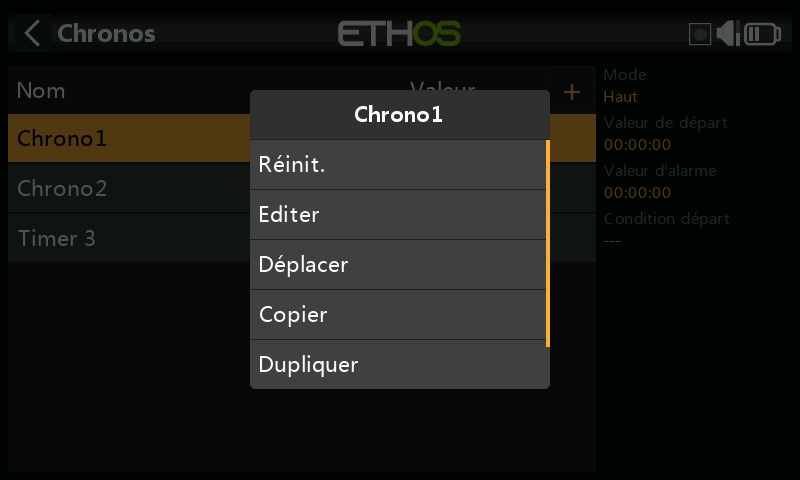 Chronos
ETHOS
Nom
Valeur
Chrono1
Chrono2
Timer 3
Chrono1
Réinit.
Editer
Déplacer
Copier
Dupliquer
Mode
Haut
Valeur de départ
00:00:00
Valeur d'alarme
00:00:00
Condition départ
---